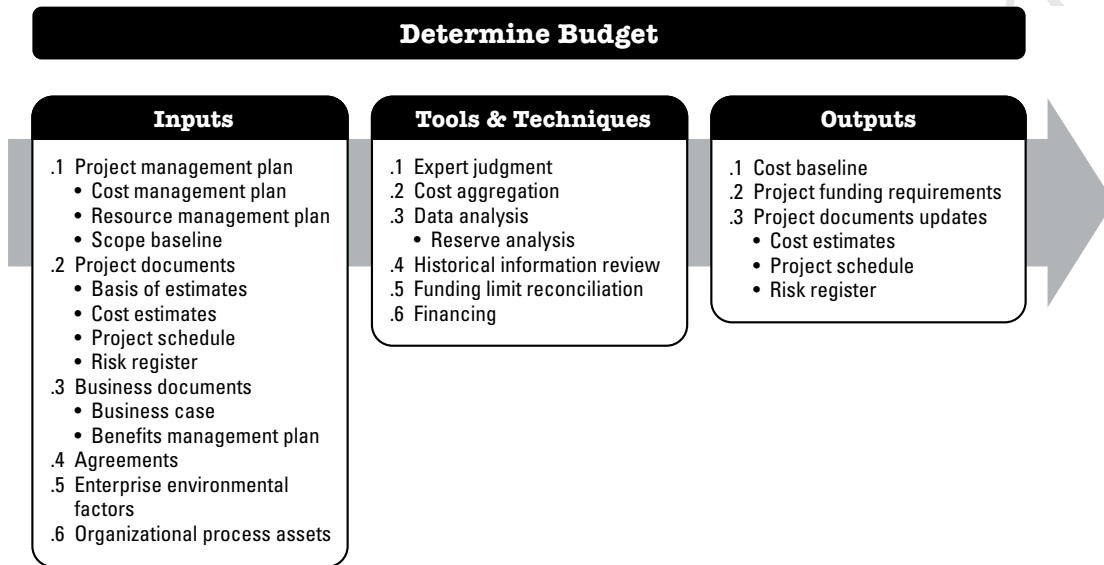 Determine Budget
Inputs
.1 Project management plan
• Cost management plan
• Resource management plan
• Scope baseline
.2 Project documents
• Basis of estimates
• Cost estimates
• Project schedule
• Risk register
.3 Business documents
• Business case
• Benefits management plan
.4 Agreements
.5 Enterprise environmental
factors
.6 Organizational process assets
Tools & Techniques
.1 Expert judgment
.2 Cost aggregation
.3 Data analysis
• Reserve analysis
.4 Historical information review
.5 Funding limit reconciliation
.6 Financing
Outputs
.1 Cost baseline
.2 Project funding requirements
.3 Project documents updates
• Cost estimates
• Project schedule
• Risk register